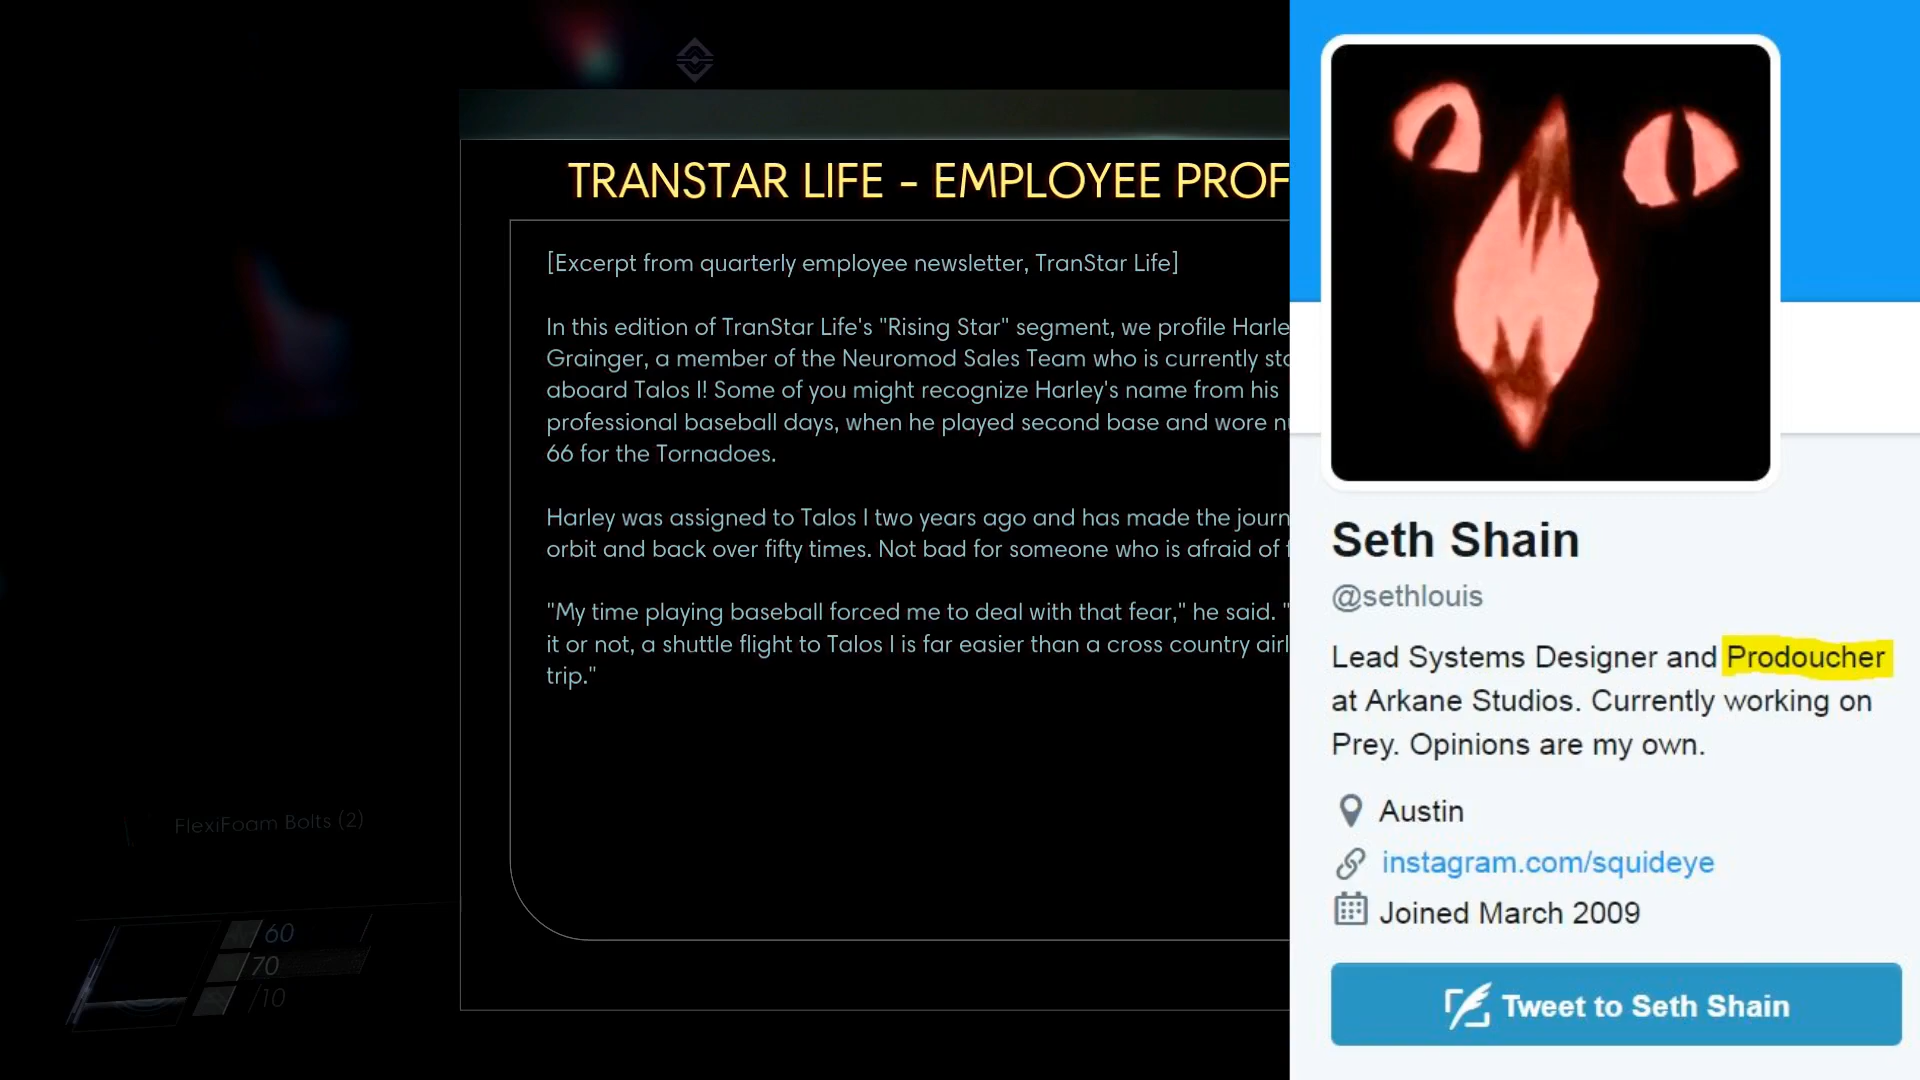 TRANSTAR LIFE - EMPLOYEE PROF
[Excerpt from quarterly employee newsletter, TranStar Life]
In this edition of TranStar Life's "Rising Star" segment, we profile Harle
Grainger, a member of the Neuromod Sales Team who is currently sta
aboard Talos I! Some of you might recognize Harley's name from his
professional baseball days, when he played second base and wore nu
66 for the Tornadoes.
Harley was assigned to Talos I two years ago and has made the journ
orbit and back over fifty times. Not bad for someone who is afraid of f
"My time playing baseball forced me to deal with that fear," he said. "
it or not, a shuttle flight to Talos I is far easier than a cross country airl
trip."
FlexiFoam Bolts (2)
60
70
/10
Seth Shain
@sethlouis
Lead Systems Designer and Prodoucher
at Arkane Studios. Currently working on
Prey. Opinions are my own.
Austin
instagram.com/squideye
Joined March 2009
Tweet to Seth Shain